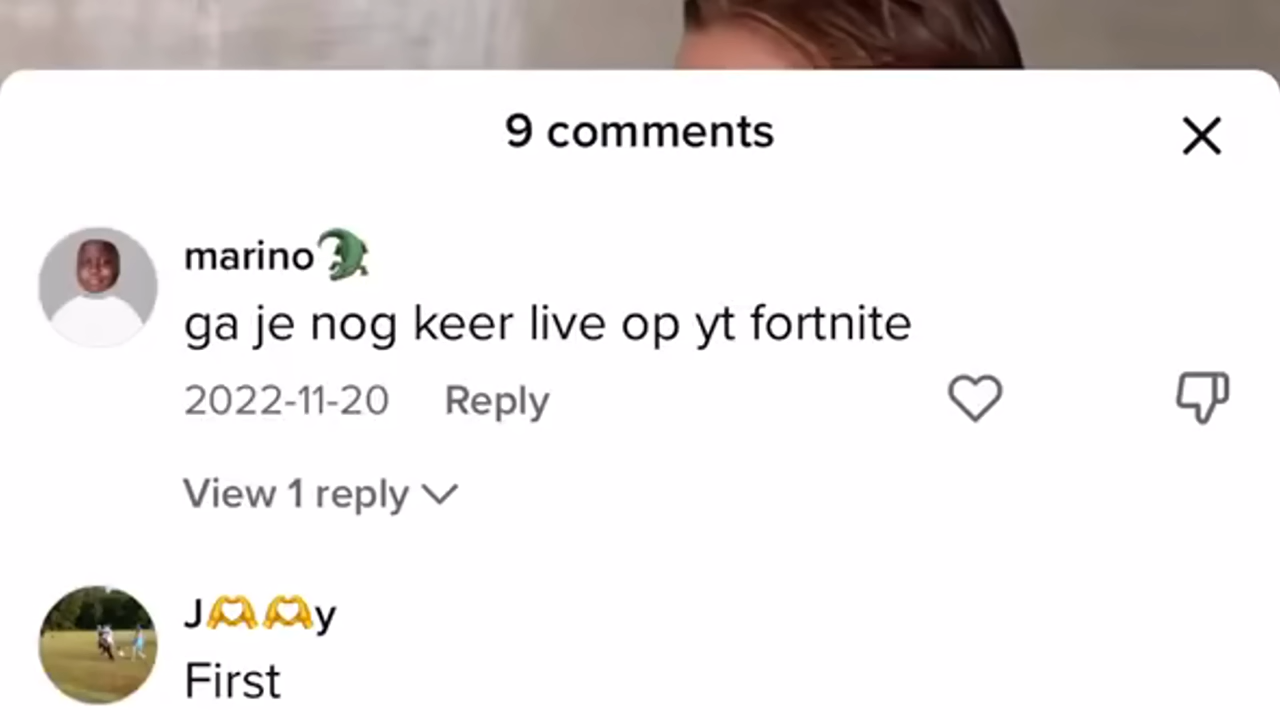 9 comments
marino🐊
ga je nog keer live op yt fortnite
2022-11-20 Reply
View 1 reply
J🫶🫶y
First